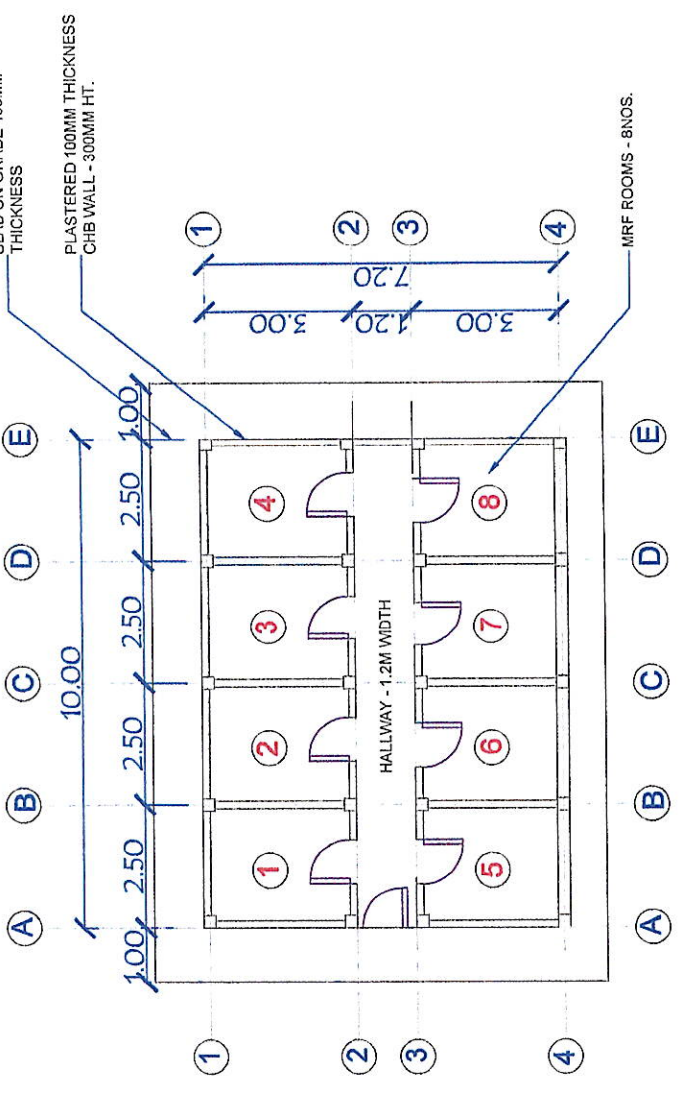 THICKNESS
PLASTERED 100MM THICKNESS
CHB WALL - 300MM HT.
A
B
C
D
E
10.00
1.00
2.50
2.50
2.50
2.50
1.00
1
1
2
2
3
3
4
4
3.00
1.20
3.00
7.20
1
2
3
4
HALLWAY - 1.2M WIDTH
5
6
7
8
MRF ROOMS - 8NOS.
A
B
C
D
E